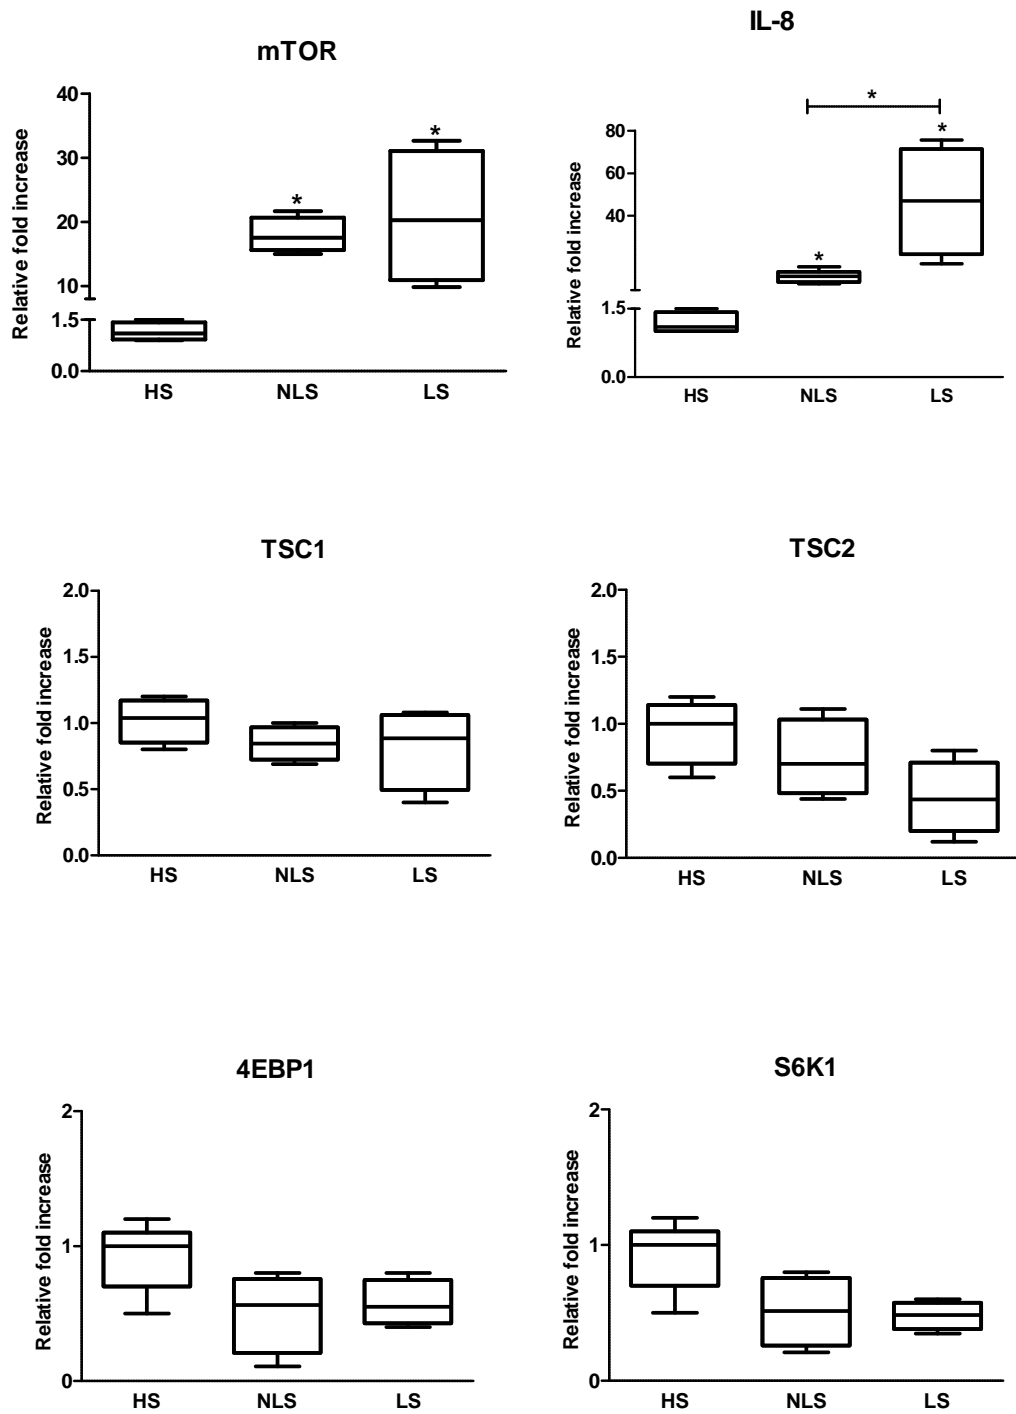 mTOR
Relative fold increase
40
30
20
10
1.5
0.0
HS NLS LS
*
*
IL-8
Relative fold increase
80
60
40
1.5
0.0
HS NLS LS
*
*
*
TSC1
Relative fold increase
2.0
1.5
1.0
0.5
0.0
HS NLS LS
TSC2
Relative fold increase
2.0
1.5
1.0
0.5
0.0
HS NLS LS
4EBP1
Relative fold increase
2
1
0
HS NLS LS
S6K1
Relative fold increase
2
1
0
HS NLS LS